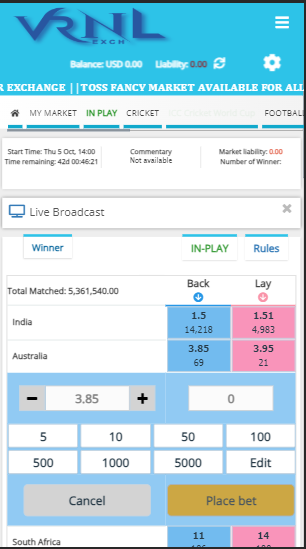 VRNL
EXCH
Balance: USD 0.00 Liability: 0.00
R EXCHANGE ||TOSS FANCY MARKET AVAILABLE FOR ALL
MY MARKET IN PLAY CRICKET FOOTBAL
Start Time: Thu 5 Oct, 14:00 Commentary Market liability: 0.00
Time remaining: 42d 00:46:21 Not available Number of Winner:
Live Broadcast
Winner IN-PLAY Rules
Back Lay
Total Matched: 5,361,540.00
India 1.5 1.51
14,218 4,983
Australia 3.85 3.95
69 21
− 3.85 + 0
5 10 50 100
500 1000 5000 Edit
Cancel Place bet
South Africa 11 14